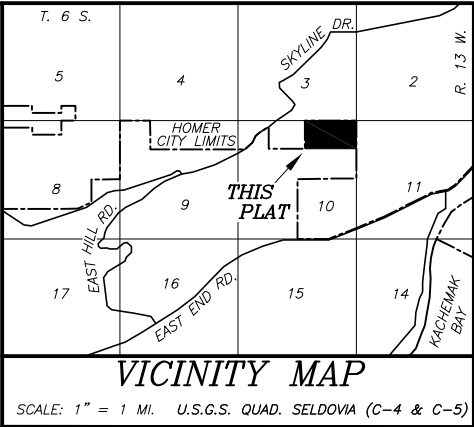 T. 6 S.
SKYLINE DR.
R. 13 W.
5
4
3
2
HOMER
CITY LIMITS
THIS
PLAT
8
9
10
11
EAST HILL RD.
17
16
EAST END RD.
15
14
KACHEMAK
BAY
VICINITY MAP
SCALE: 1" = 1 MI. U.S.G.S. QUAD. SELDOVIA (C-4 & C-5)